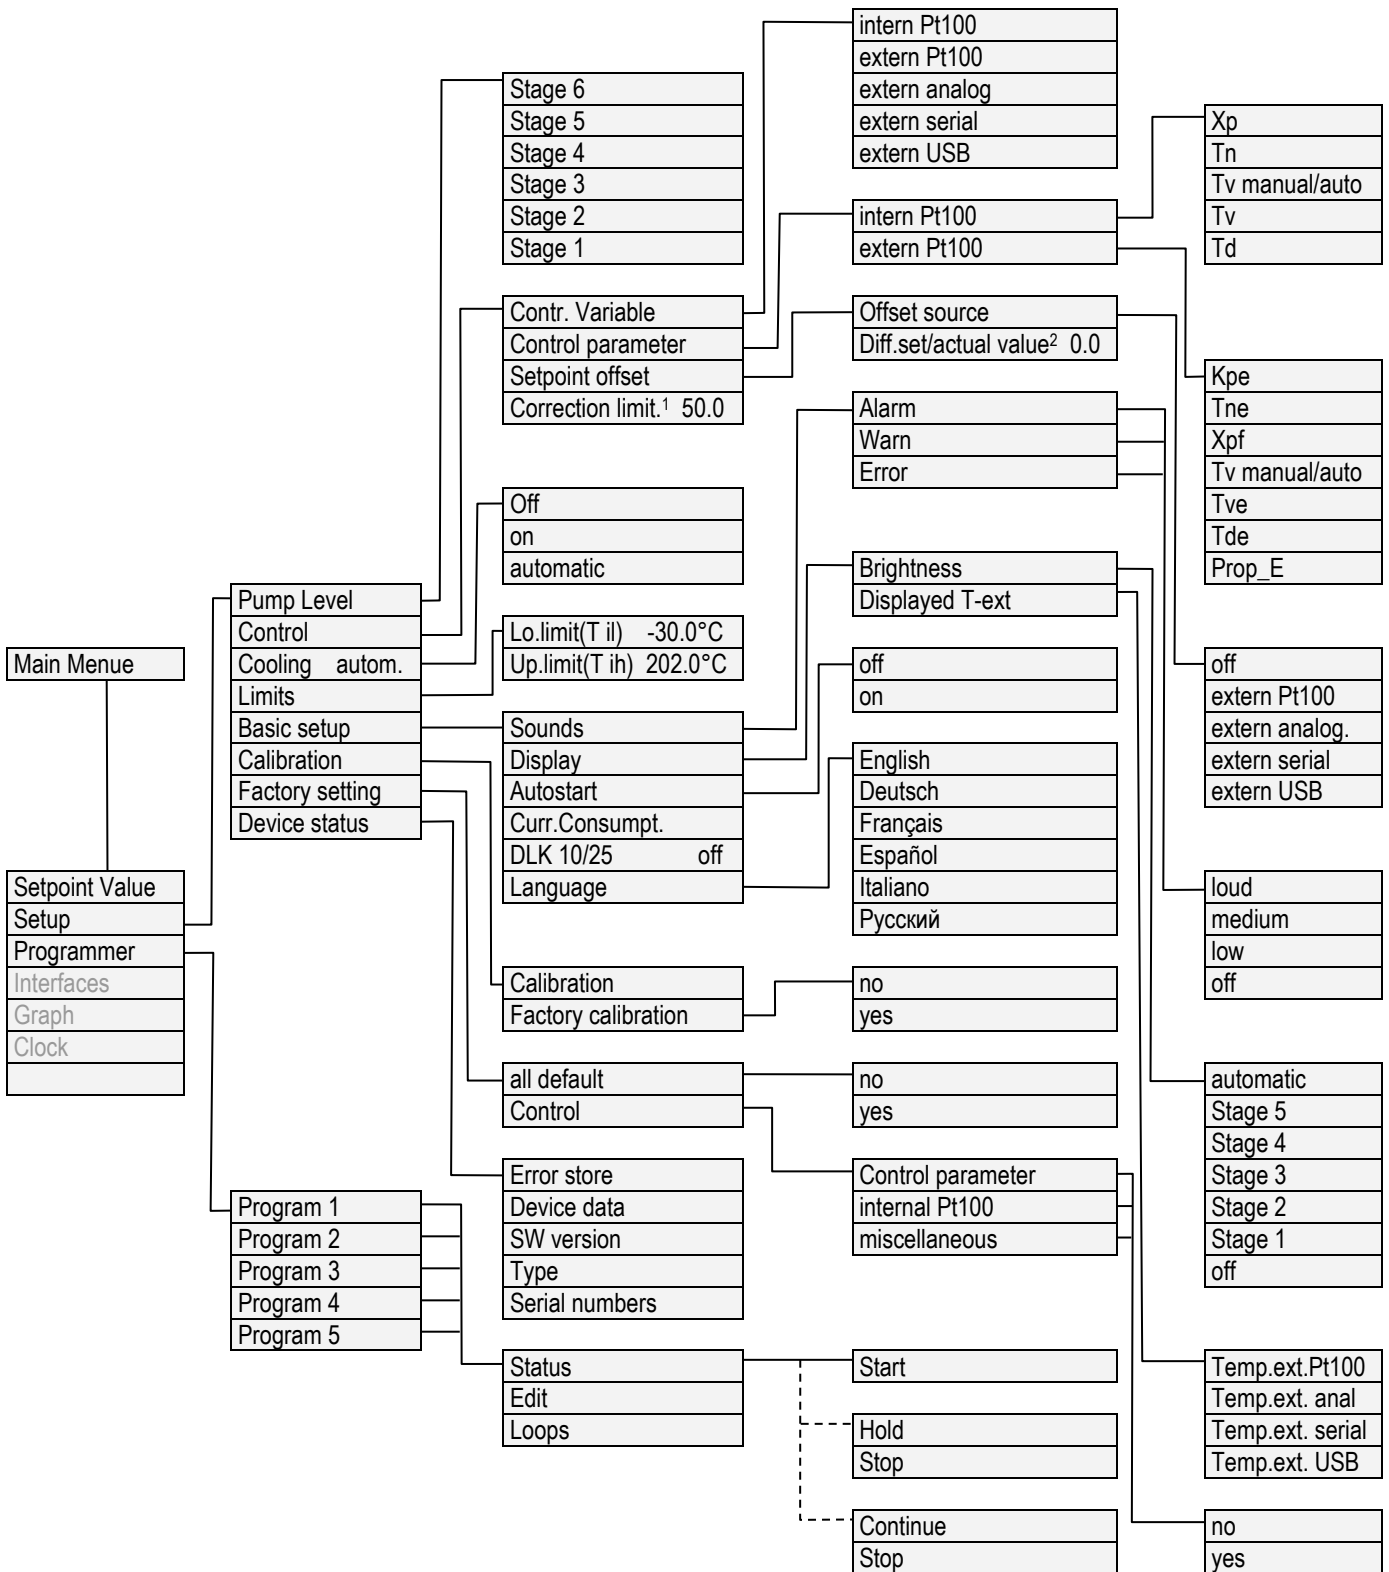 Main Menue
Setpoint Value
Setup
Programmer
Interfaces
Graph
Clock
Pump Level
Control
Cooling autom.
Limits
Basic setup
Calibration
Factory setting
Device status
Program 1
Program 2
Program 3
Program 4
Program 5
Stage 6
Stage 5
Stage 4
Stage 3
Stage 2
Stage 1
Contr. Variable
Control parameter
Setpoint offset
Correction limit.¹ 50.0
Off
on
automatic
Lo.limit(T il) -30.0°C
Up.limit(T ih) 202.0°C
Sounds
Display
Autostart
Curr.Consumpt.
DLK 10/25 off
Language
Calibration
Factory calibration
all default
Control
Error store
Device data
SW version
Type
Serial numbers
Status
Edit
Loops
intern Pt100
extern Pt100
extern analog
extern serial
extern USB
intern Pt100
extern Pt100
Offset source
Diff.set/actual value² 0.0
Alarm
Warn
Error
Brightness
Displayed T-ext
off
on
English
Deutsch
Français
Español
Italiano
Русский
no
yes
no
yes
Control parameter
internal Pt100
miscellaneous
Start
Hold
Stop
Continue
Stop
Xp
Tn
Tv manual/auto
Tv
Td
Kpe
Tne
Xpf
Tv manual/auto
Tve
Tde
Prop_E
off
extern Pt100
extern analog.
extern serial
extern USB
loud
medium
low
off
automatic
Stage 5
Stage 4
Stage 3
Stage 2
Stage 1
off
Temp.ext.Pt100
Temp.ext. anal
Temp.ext. serial
Temp.ext. USB
no
yes